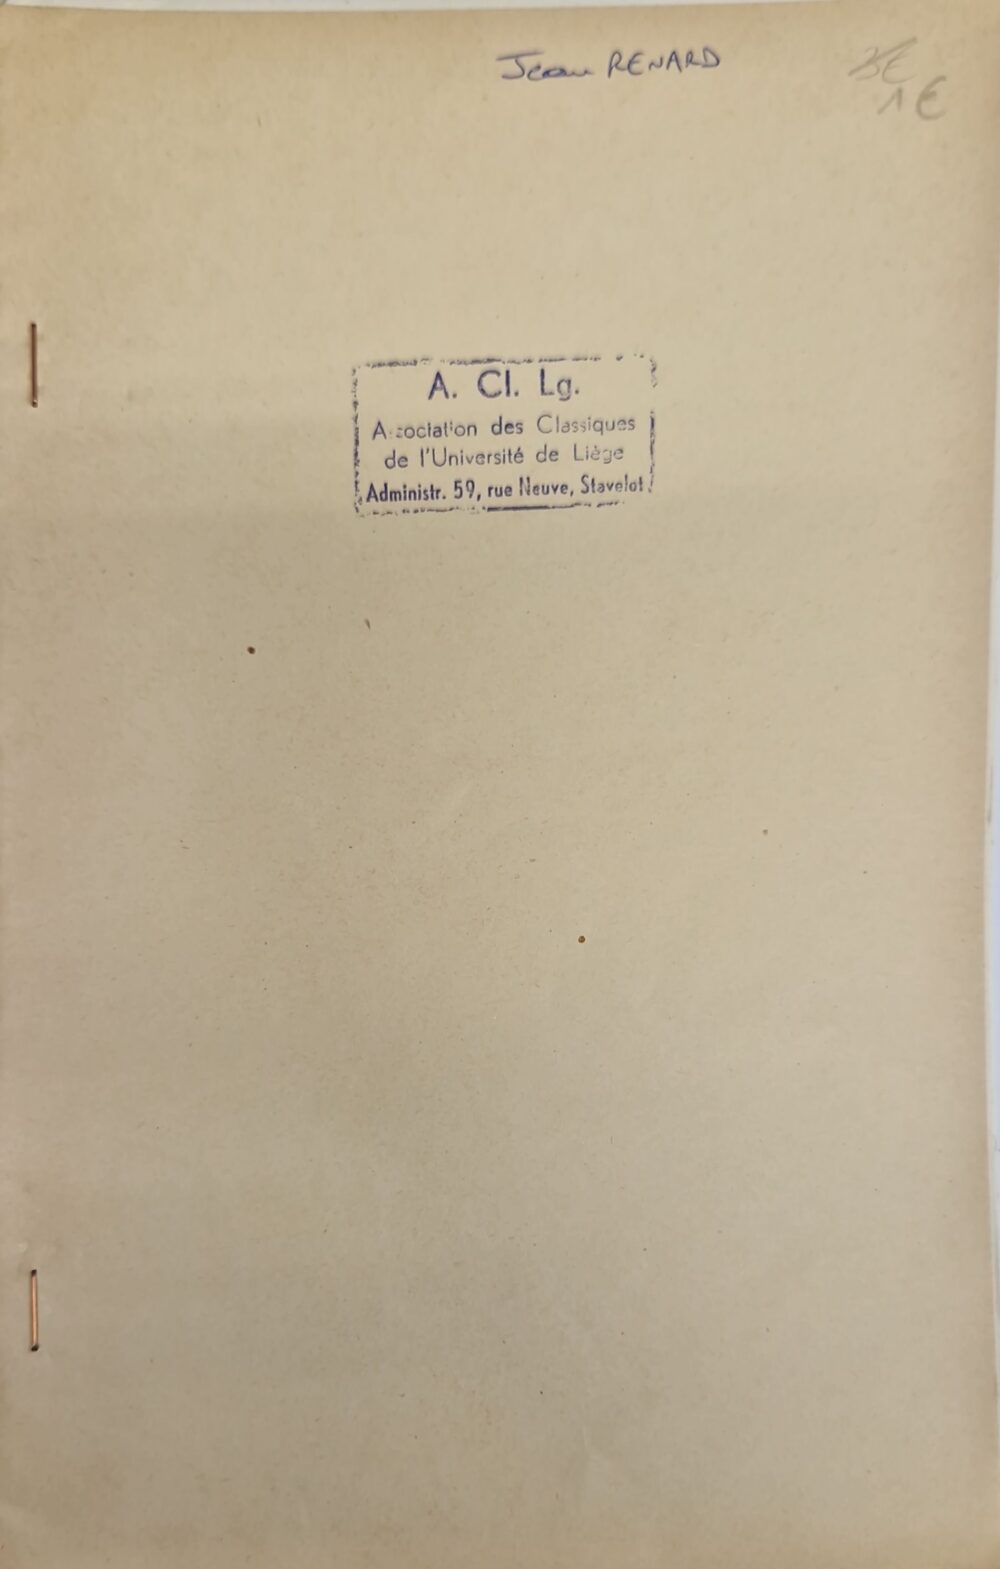 Jean RENARD
1€
A. Cl. Lg.
Association des Classiques
de l'Université de Liège
Administr. 59, rue Neuve, Stavelot